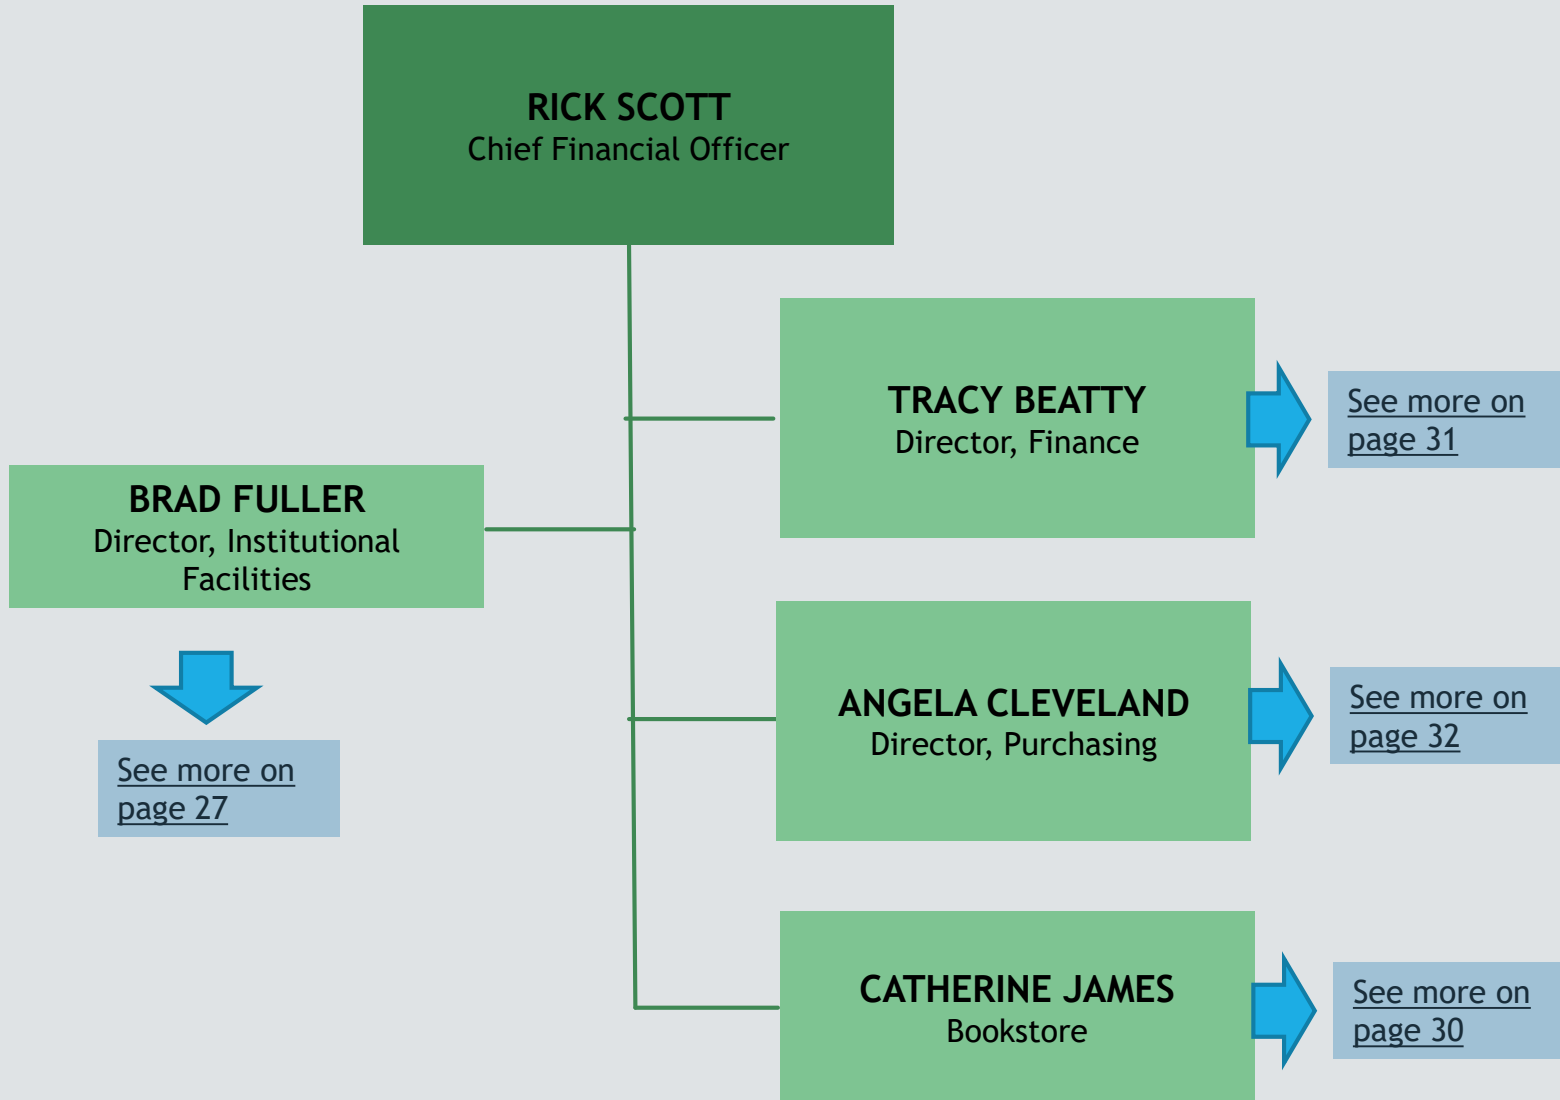 RICK SCOTT
Chief Financial Officer
TRACY BEATTY
Director, Finance
See more on
page 31
BRAD FULLER
Director, Institutional
Facilities
See more on
page 27
ANGELA CLEVELAND
Director, Purchasing
See more on
page 32
CATHERINE JAMES
Bookstore
See more on
page 30